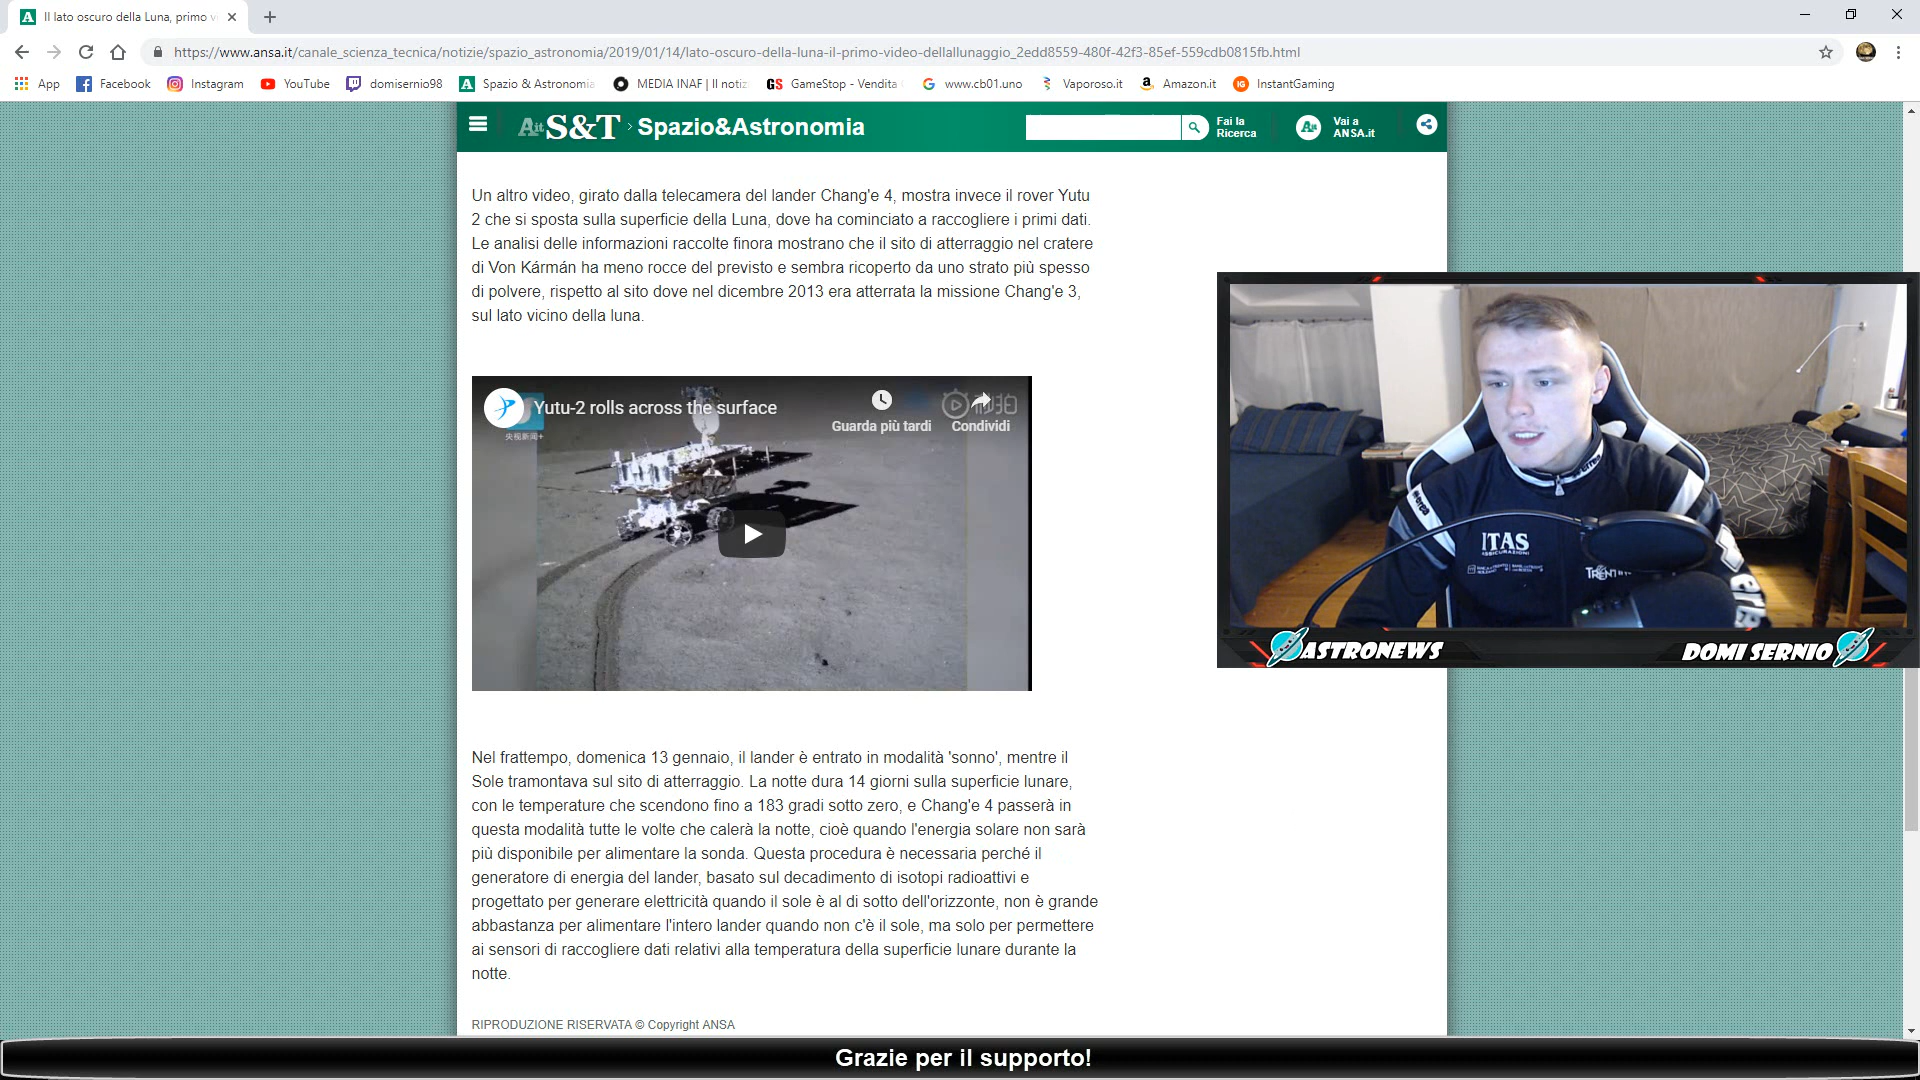 Il lato oscuro della Luna, primo v
https://www.ansa.it/canale_scienza_tecnica/notizie/spazio_astronomia/2019/01/14/lato-oscuro-della-luna-il-primo-video-dellallunaggio_2edd8559-480f-42f3-85ef-559cdb0815fb.html
App Facebook Instagram YouTube domisernio98 Spazio & Astronomia MEDIA INAF | Il notiz GameStop - Vendita www.cb01.uno Vaporoso.it Amazon.it InstantGaming
S&T > Spazio&Astronomia
Fai la
Ricerca
Vai a
ANSA.it
Un altro video, girato dalla telecamera del lander Chang'e 4, mostra invece il rover Yutu
2 che si sposta sulla superficie della Luna, dove ha cominciato a raccogliere i primi dati.
Le analisi delle informazioni raccolte finora mostrano che il sito di atterraggio nel cratere
di Von Kármán ha meno rocce del previsto e sembra ricoperto da uno strato più spesso
di polvere, rispetto al sito dove nel dicembre 2013 era atterrata la missione Chang'e 3,
sul lato vicino della luna.
Yutu-2 rolls across the surface
Guarda più tardi
Condividi
央视新闻+
ITAS
ASSICURAZIONI
erreà
ASTRONEWS
DOMI SERNIO
Nel frattempo, domenica 13 gennaio, il lander è entrato in modalità 'sonno', mentre il
Sole tramontava sul sito di atterraggio. La notte dura 14 giorni sulla superficie lunare,
con le temperature che scendono fino a 183 gradi sotto zero, e Chang'e 4 passerà in
questa modalità tutte le volte che calerà la notte, cioè quando l'energia solare non sarà
più disponibile per alimentare la sonda. Questa procedura è necessaria perché il
generatore di energia del lander, basato sul decadimento di isotopi radioattivi e
progettato per generare elettricità quando il sole è al di sotto dell'orizzonte, non è grande
abbastanza per alimentare l'intero lander quando non c'è il sole, ma solo per permettere
ai sensori di raccogliere dati relativi alla temperatura della superficie lunare durante la
notte.
RIPRODUZIONE RISERVATA © Copyright ANSA
Grazie per il supporto!